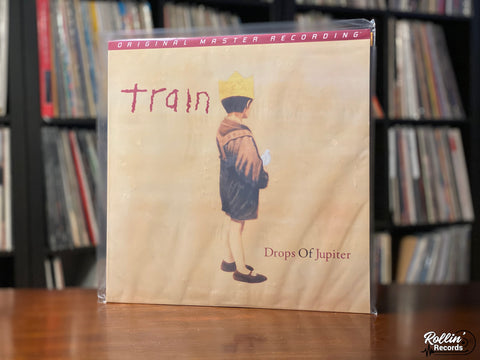 ORIGINAL MASTER RECORDING
train
Drops Of Jupiter
Rollin'
Records